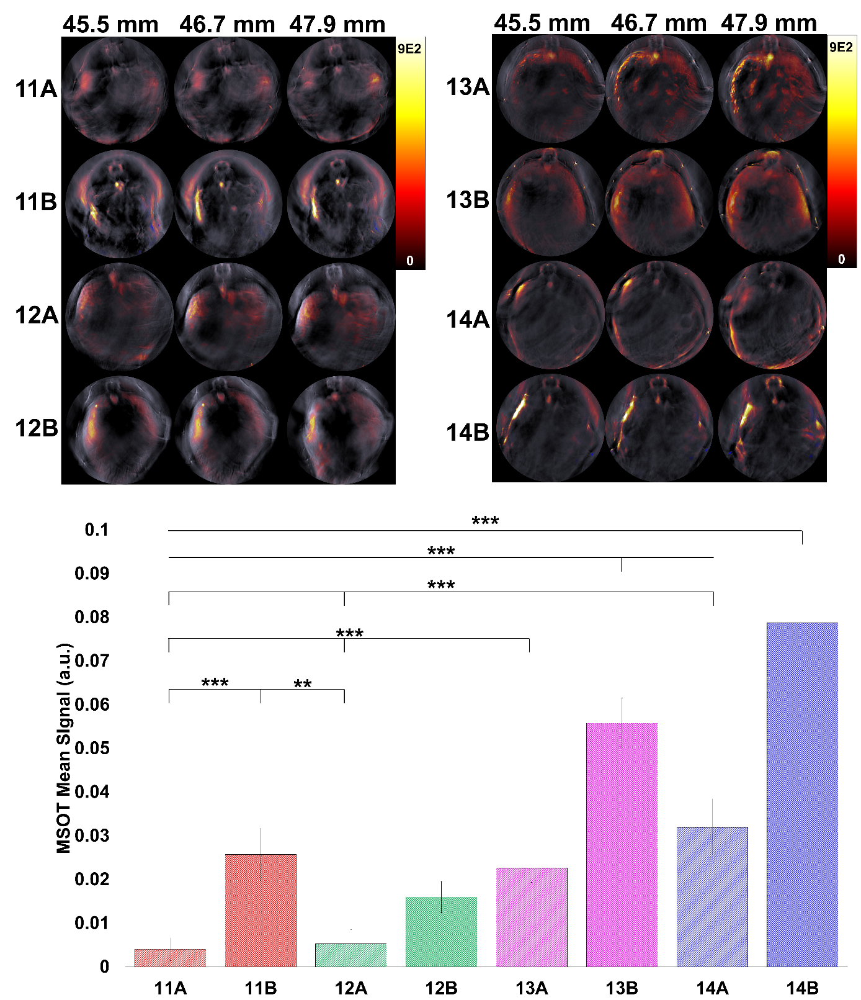 45.5 mm 46.7 mm 47.9 mm
9E2
11A
11B
0
12A
12B
45.5 mm 46.7 mm 47.9 mm
9E2
13A
13B
0
14A
14B
MSOT Mean SIgnal (a.u.)
0.1
0.09
0.08
0.07
0.06
0.05
0.04
0.03
0.02
0.01
0
***
***
***
***
*** **
11A 11B 12A 12B 13A 13B 14A 14B